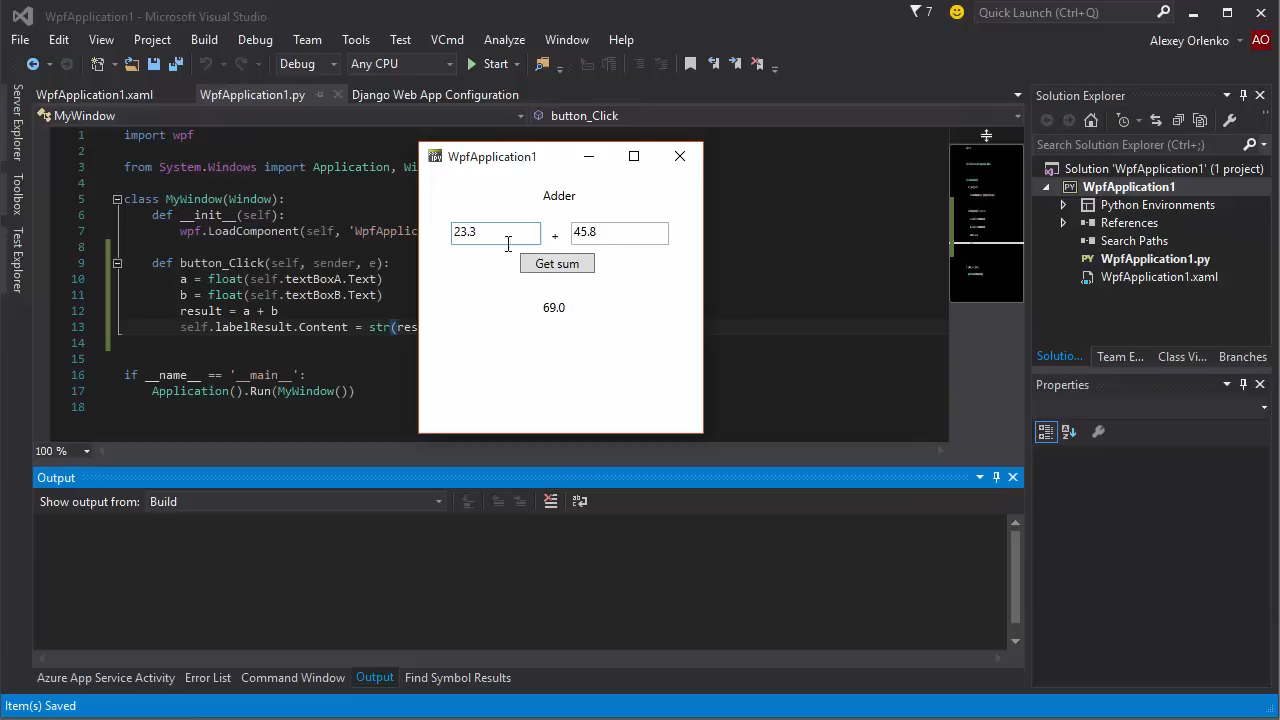 WpfApplication1 - Microsoft Visual Studio
7
Quick Launch (Ctrl+Q)
File Edit View Project Build Debug Team Tools Test VCmd Analyze Window Help
Alexey Orlenko
AO
Debug
Any CPU
Start
Server Explorer
Toolbox
Test Explorer
WpfApplication1.xaml
WpfApplication1.py
Django Web App Configuration
MyWindow
button_Click
1 import wpf
2
3 from System.Windows import Application, Wi
4
5 class MyWindow(Window):
6 def __init__(self):
7 wpf.LoadComponent(self, 'WpfAppli
8
9 def button_Click(self, sender, e):
10 a = float(self.textBoxA.Text)
11 b = float(self.textBoxB.Text)
12 result = a + b
13 self.labelResult.Content = str(res
14
15
16 if __name__ == '__main__':
17 Application().Run(MyWindow())
18
100 %
WpfApplication1
Adder
23.3 + 45.8
Get sum
69.0
Solution Explorer
Search Solution Explorer (Ctrl+;)
Solution 'WpfApplication1' (1 project)
PY WpfApplication1
Python Environments
References
Search Paths
WpfApplication1.py
WpfApplication1.xaml
Solutio... Team E... Class Vi... Branches
Properties
Output
Show output from: Build
Azure App Service Activity Error List Command Window Output Find Symbol Results
Item(s) Saved